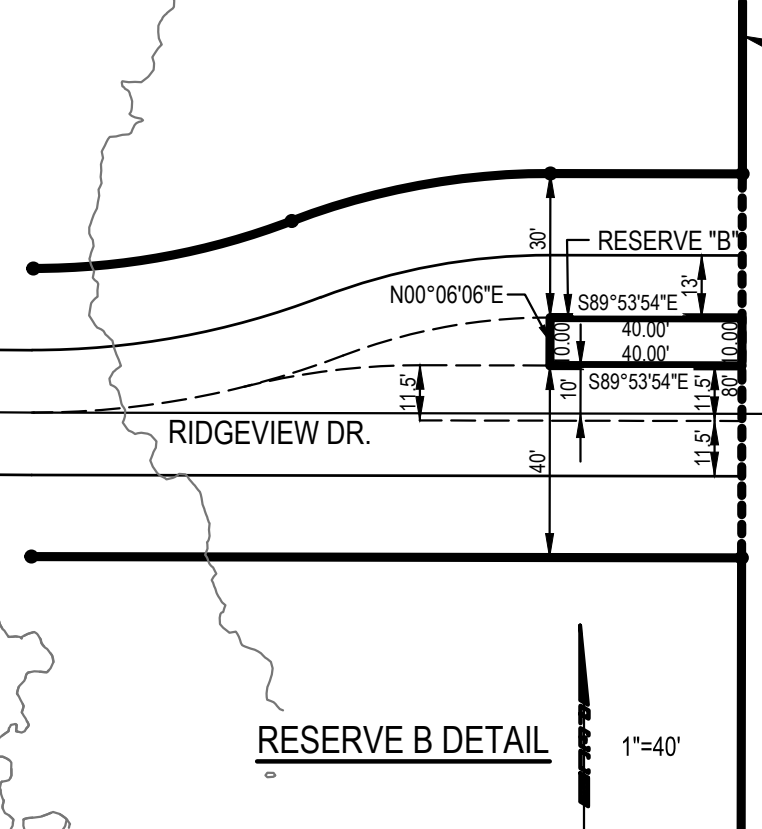 30'
RESERVE "B"
13'
N00°06'06"E
S89°53'54"E
10.00
40.00'
10.00
40.00'
S89°53'54"E
11.5'
10'
11.5'
80'
RIDGEVIEW DR.
40'
11.5'
RESERVE B DETAIL
1"=40'